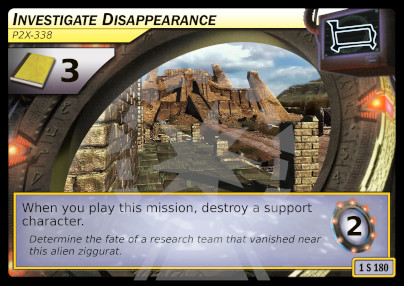 INVESTIGATE DISAPPEARANCE
P2X-338
3
When you play this mission, destroy a support
character.
Determine the fate of a research team that vanished near
this alien ziggurat.
2
1 S 180